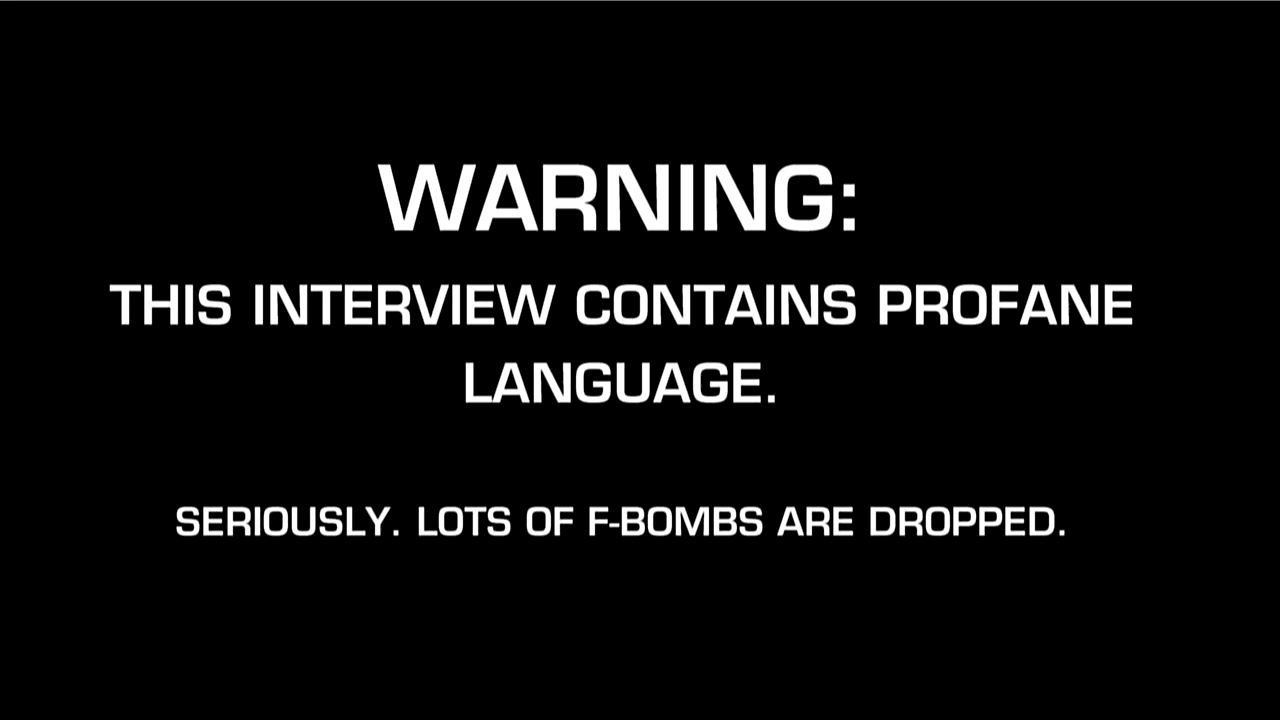 WARNING:
THIS INTERVIEW CONTAINS PROFANE
LANGUAGE.
SERIOUSLY. LOTS OF F-BOMBS ARE DROPPED.